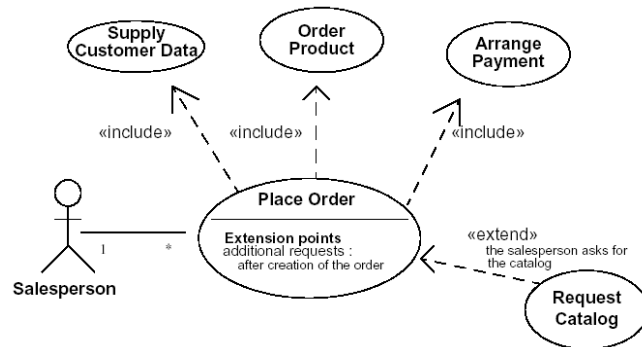 Supply
Customer Data
Order
Product
Arrange
Payment
«include»
«include»
«include»
Place Order
Extension points
additional requests :
after creation of the order
1
*
Salesperson
«extend»
the salesperson asks for
the catalog
Request
Catalog